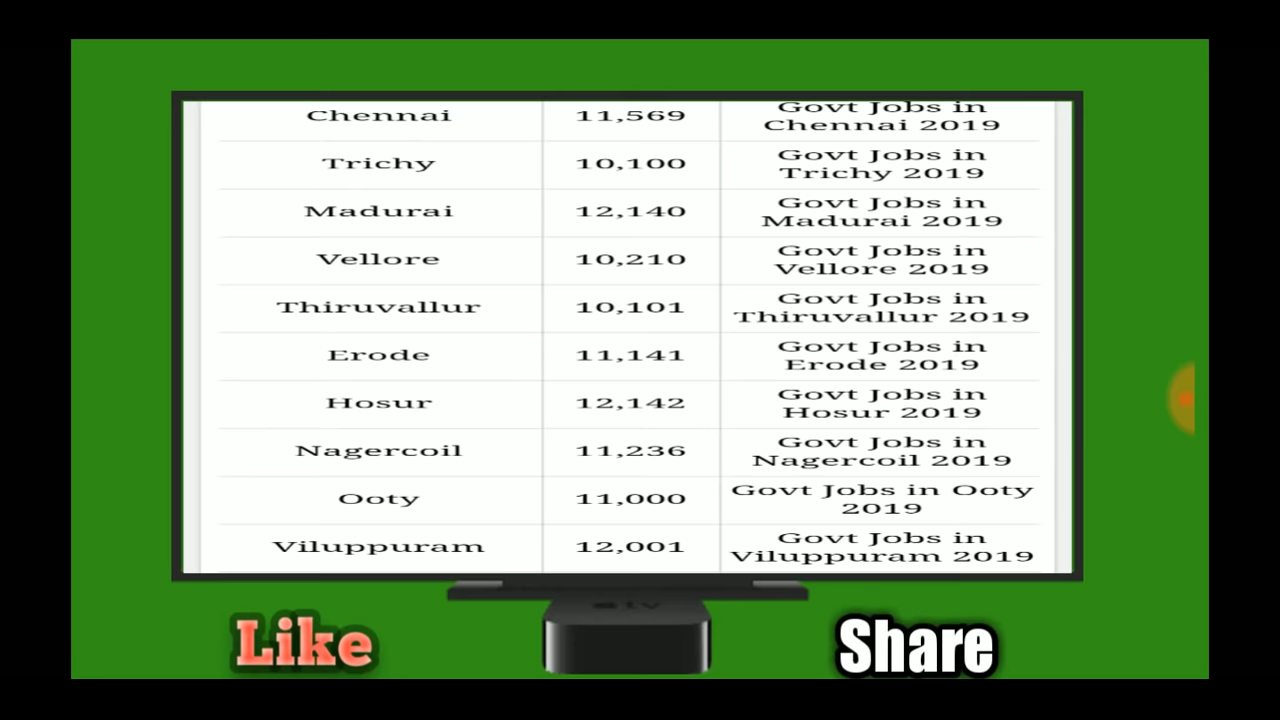 Chennai 11,569 Govt Jobs in
Chennai 2019
Trichy 10,100 Govt Jobs in
Trichy 2019
Madurai 12,140 Govt Jobs in
Madurai 2019
Vellore 10,210 Govt Jobs in
Vellore 2019
Thiruvallur 10,101 Govt Jobs in
Thiruvallur 2019
Erode 11,141 Govt Jobs in
Erode 2019
Hosur 12,142 Govt Jobs in
Hosur 2019
Nagercoil 11,236 Govt Jobs in
Nagercoil 2019
Ooty 11,000 Govt Jobs in Ooty
2019
Viluppuram 12,001 Govt Jobs in
Viluppuram 2019
tv
Like
Share